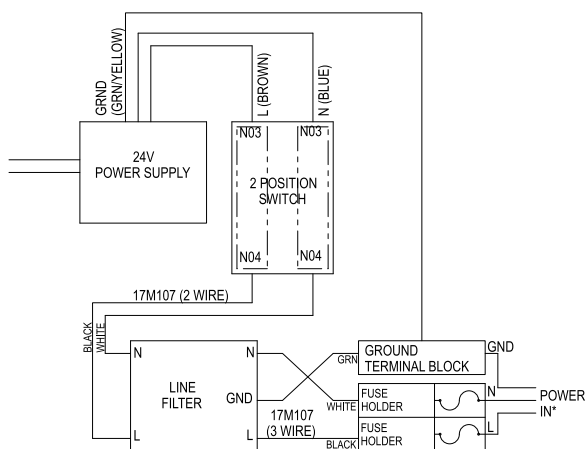 GRND
(GRN/YELLOW)
L (BROWN)
N (BLUE)
24V
POWER SUPPLY
N03
N03
2 POSITION
SWITCH
N04
N04
17M107 (2 WIRE)
BLACK
WHITE
N
N
LINE
FILTER
GND
L
L
GRN
GROUND
TERMINAL BLOCK
GND
WHITE
FUSE
HOLDER
N
POWER
IN*
17M107
(3 WIRE)
BLACK
FUSE
HOLDER
L